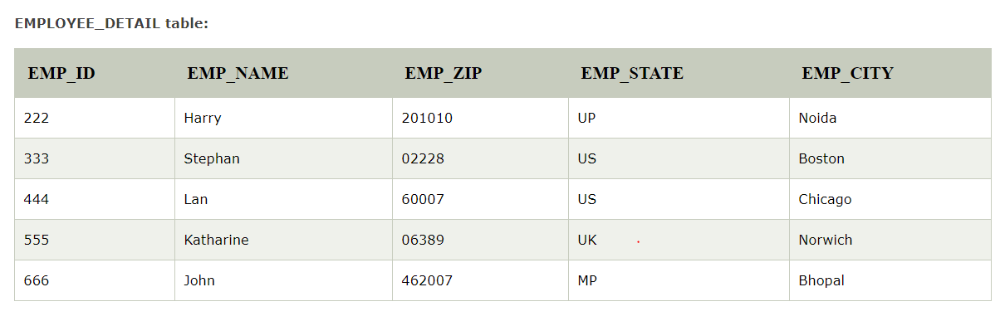 EMPLOYEE_DETAIL table:
EMP_ID EMP_NAME EMP_ZIP EMP_STATE EMP_CITY
222 Harry 201010 UP Noida
333 Stephan 02228 US Boston
444 Lan 60007 US Chicago
555 Katharine 06389 UK Norwich
666 John 462007 MP Bhopal